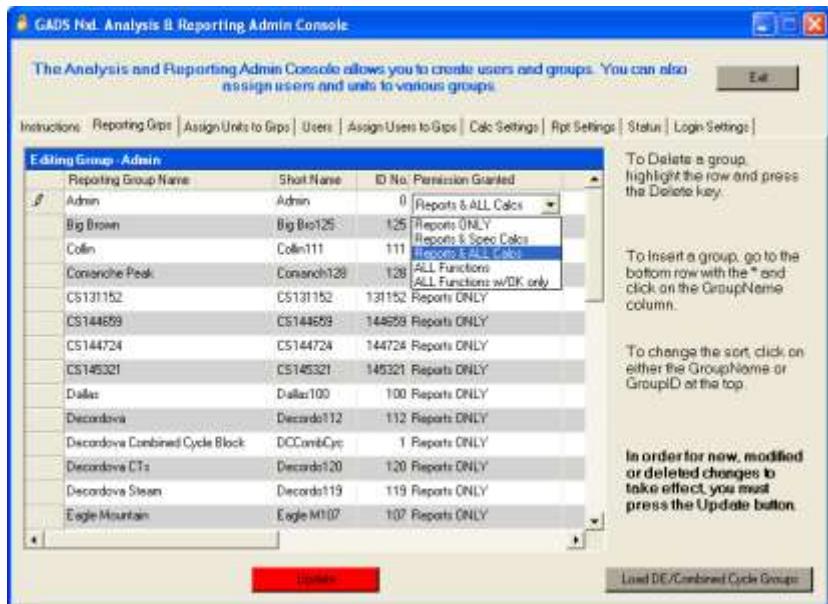 GADS NxL Analysis & Reporting Admin Console
The Analysis and Reporting Admin Console allows you to create users and groups. You can also
assign users and units to various groups.
Exit
Instructions Reporting Grps Assign Units to Grps Users Assign Users to Grps Calc Settings Rpt Settings Status Login Settings
Editing Group - Admin
Reporting Group Name Short Name ID No. Permission Granted
Admin Admin 0 Reports & ALL Calcs
Big Brown Big Bro125 125 Reports ONLY
Reports & Spec Calcs
Collin Collin111 111 Reports & ALL Calcs
ALL Functions
Comanche Peak Comanch128 128 ALL Functions w/DK only
CS131152 CS131152 131152 Reports ONLY
CS144659 CS144659 144659 Reports ONLY
CS144724 CS144724 144724 Reports ONLY
CS145321 CS145321 145321 Reports ONLY
Dallas Dallas100 100 Reports ONLY
Decordova Decordo112 112 Reports ONLY
Decordova Combined Cycle Block DCCombCyc 1 Reports ONLY
Decordova CTs Decordo120 120 Reports ONLY
Decordova Steam Decordo119 119 Reports ONLY
Eagle Mountain Eagle M107 107 Reports ONLY
To Delete a group,
highlight the row and press
the Delete key.
To Insert a group, go to the
bottom row with the * and
click on the GroupName
column.
To change the sort, click on
either the GroupName or
GroupID at the top.
In order for new, modified
or deleted changes to
take effect, you must
press the Update button.
Update
Load DE/Combined Cycle Groups